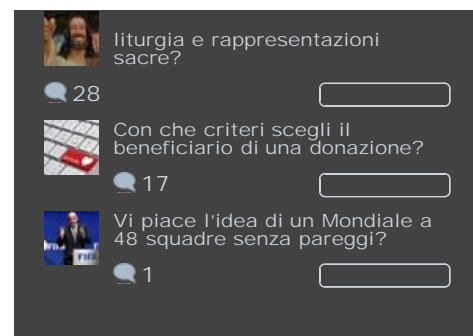 liturgia e rappresentazioni
sacre?
28
Con che criteri scegli il
beneficiario di una donazione?
17
Vi piace l'idea di un Mondiale a
48 squadre senza pareggi?
FIFA
1